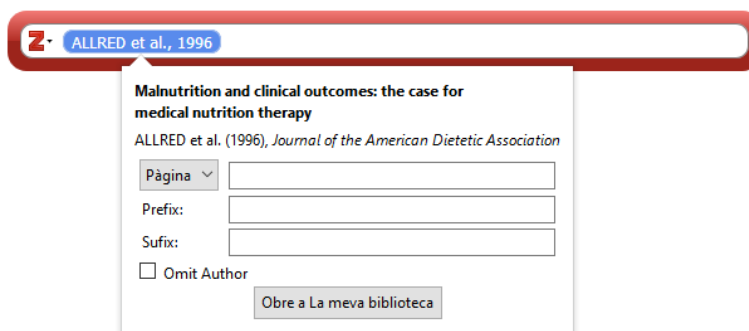 Z ALLRED et al., 1996
Malnutrition and clinical outcomes: the case for
medical nutrition therapy
ALLRED et al. (1996), Journal of the American Dietetic Association
Pàgina
Prefix:
Sufix:
Omit Author
Obre a La meva biblioteca